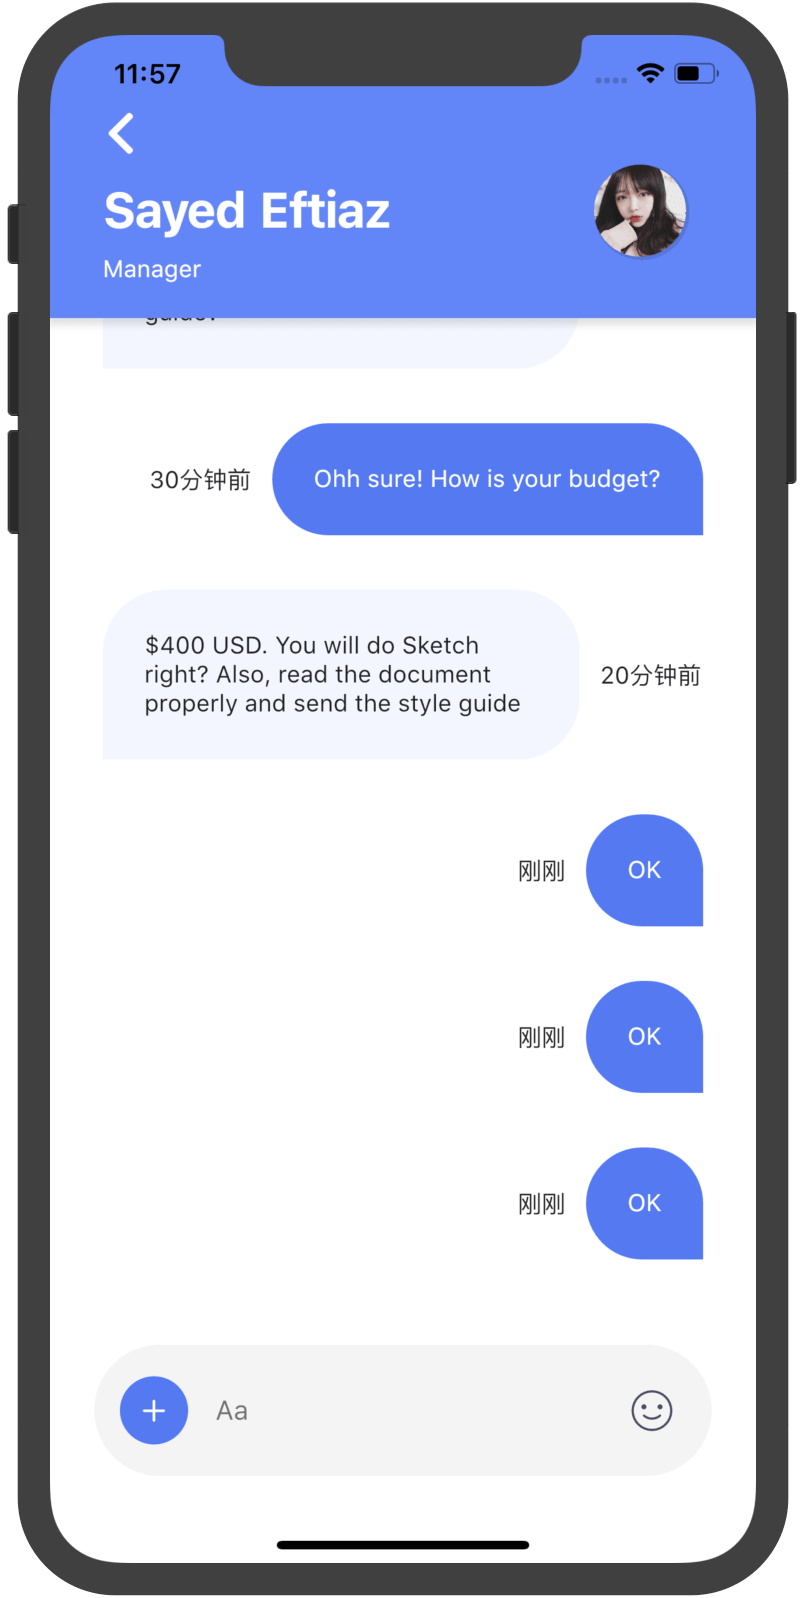 11:57
Sayed Eftiaz
Manager
guide?
30分钟前
Ohh sure! How is your budget?
$400 USD. You will do Sketch
right? Also, read the document
properly and send the style guide
20分钟前
刚刚
OK
刚刚
OK
刚刚
OK
Aa